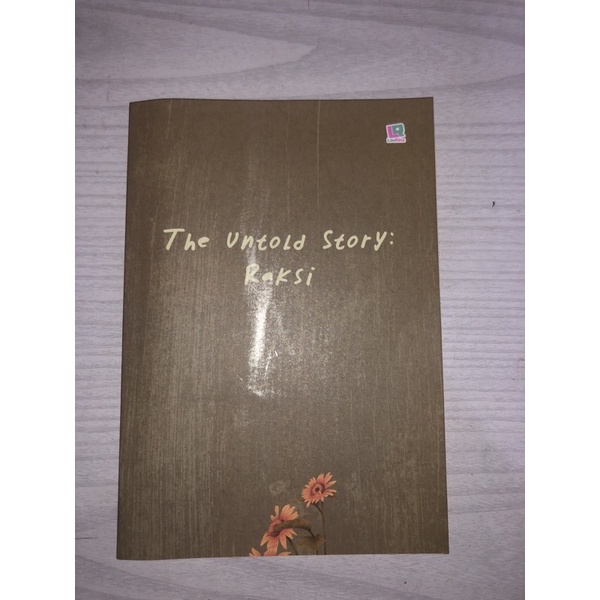 The Untold Story:
Raksi